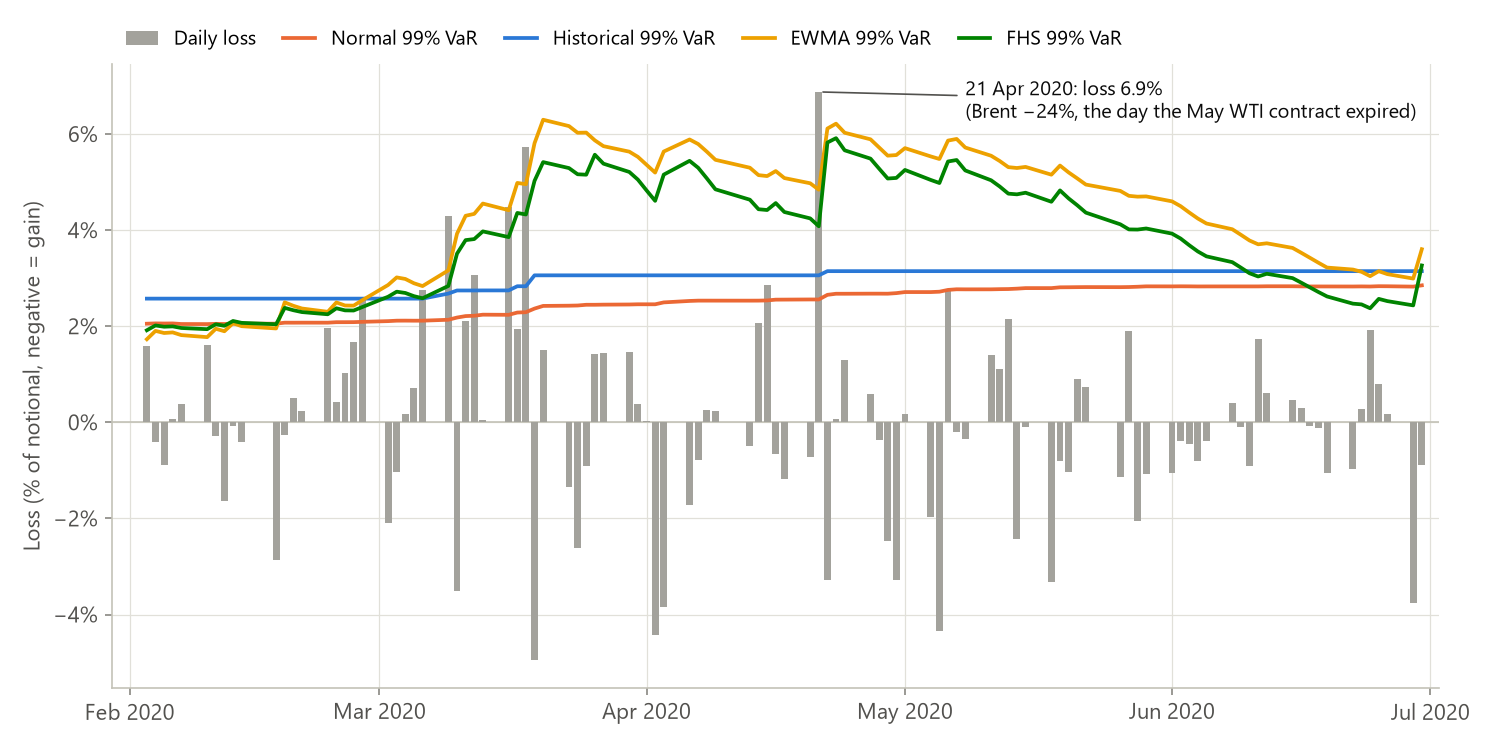 Daily loss
Normal 99% VaR
Historical 99% VaR
EWMA 99% VaR
FHS 99% VaR
21 Apr 2020: loss 6.9%
(Brent −24%, the day the May WTI contract expired)
Loss (% of notional, negative = gain)
6%
4%
2%
0%
−2%
−4%
Feb 2020
Mar 2020
Apr 2020
May 2020
Jun 2020
Jul 2020